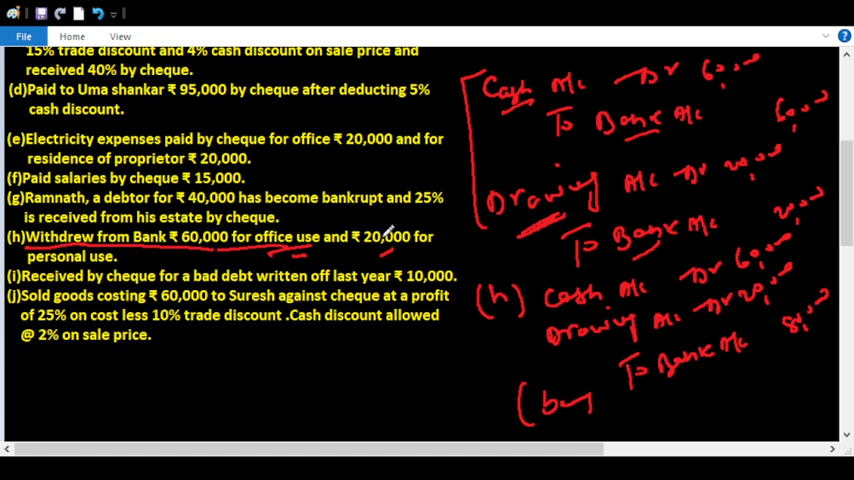 File Home View
15% trade discount and 4% cash discount on sale price and
received 40% by cheque.
(d)Paid to Uma shankar ₹ 95,000 by cheque after deducting 5%
cash discount.
(e)Electricity expenses paid by cheque for office ₹ 20,000 and for
residence of proprietor ₹ 20,000.
(f)Paid salaries by cheque ₹ 15,000.
(g)Ramnath, a debtor for ₹ 40,000 has become bankrupt and 25%
is received from his estate by cheque.
(h)Withdrew from Bank ₹ 60,000 for office use and ₹ 20,000 for
personal use.
(i)Received by cheque for a bad debt written off last year ₹ 10,000.
(j)Sold goods costing ₹ 60,000 to Suresh against cheque at a profit
of 25% on cost less 10% trade discount .Cash discount allowed
@ 2% on sale price.
Cash A/c Dr 60,000
To Bank A/c 60,000
Drawing A/c Dr 20,000
To Bank A/c 20,000
(h) Cash A/c Dr 60,000
Drawing A/c Dr 20,000
To Bank A/c 80,000
(